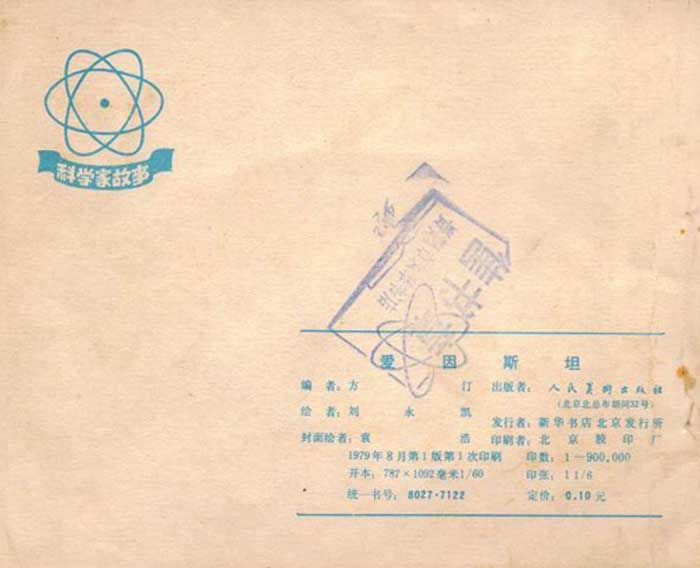 科学家故事
借书
爱因斯坦
编者：方汀 出版者：人民美术出版社
（北京北总布胡同32号）
绘者：刘永凯 发行者：新华书店北京发行所
封面绘者：袁浩 印刷者：北京胶印厂
1979年8月第1版第1次印刷 印数：1—900,000
开本：787×1092毫米1/60 印张：1 1/6
统一书号：8027·7122 定价：0.10元